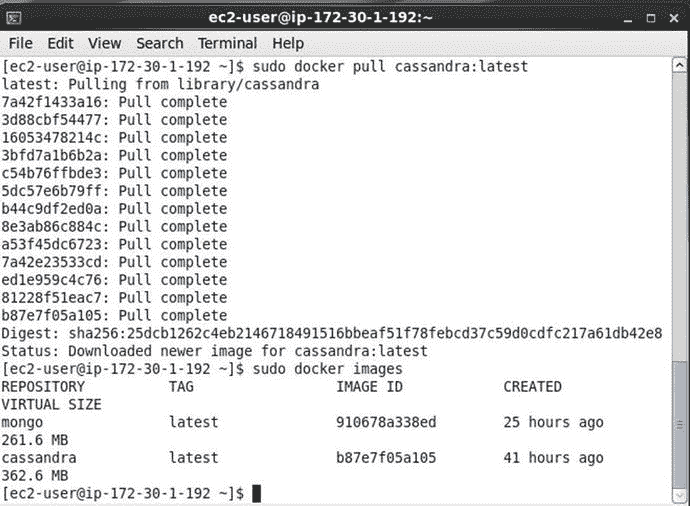 ec2-user@ip-172-30-1-192:~
File Edit View Search Terminal Help
[ec2-user@ip-172-30-1-192 ~]$ sudo docker pull cassandra:latest
latest: Pulling from library/cassandra
7a42f1433a16: Pull complete
3d88cbf54477: Pull complete
16053478214c: Pull complete
3bfd7a1b6b2a: Pull complete
c54b76ffbde3: Pull complete
5dc57e6b79ff: Pull complete
b44c9df2ed0a: Pull complete
8e3ab86c884c: Pull complete
a53f45dc6723: Pull complete
7a42e23533cd: Pull complete
ed1e959c4c76: Pull complete
81228f51eac7: Pull complete
b87e7f05a105: Pull complete
Digest: sha256:25dcb1262c4eb2146718491516bbeaf51f78febcd37c59d0cdfc217a61db42e8
Status: Downloaded newer image for cassandra:latest
[ec2-user@ip-172-30-1-192 ~]$ sudo docker images
REPOSITORY TAG IMAGE ID CREATED
VIRTUAL SIZE
mongo latest 910678a338ed 25 hours ago
261.6 MB
cassandra latest b87e7f05a105 41 hours ago
362.6 MB
[ec2-user@ip-172-30-1-192 ~]$